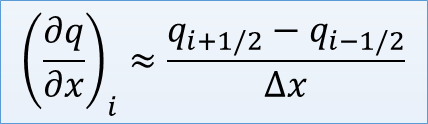 (∂q/∂x)_i ≈ (q_{i+1/2} − q_{i−1/2})/Δx